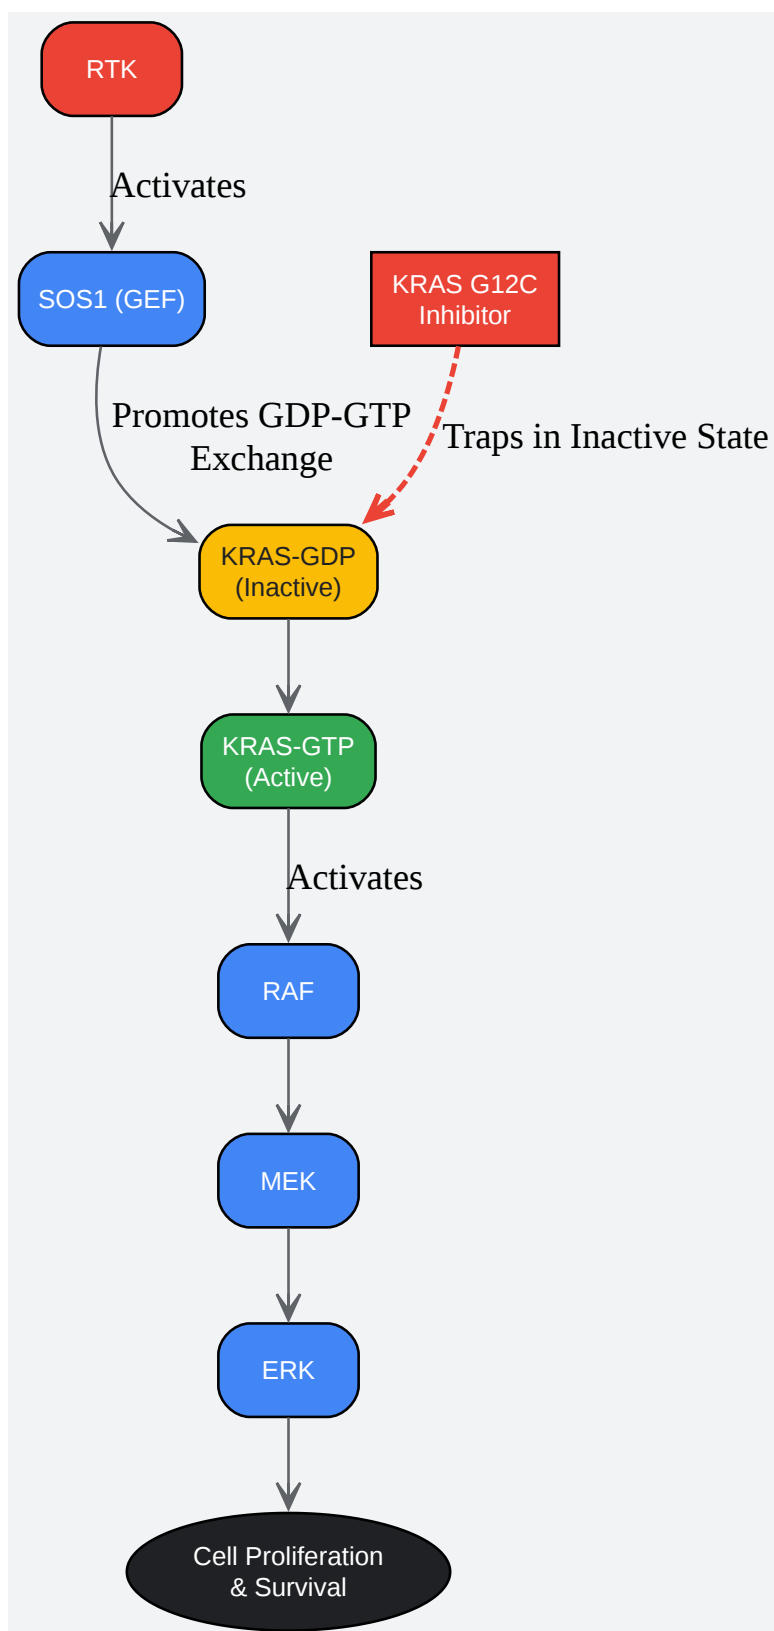 RTK
Activates
SOS1 (GEF)
KRAS G12C
Inhibitor
Promotes GDP-GTP
Exchange
Traps in Inactive State
KRAS-GDP
(Inactive)
KRAS-GTP
(Active)
Activates
RAF
MEK
ERK
Cell Proliferation
& Survival